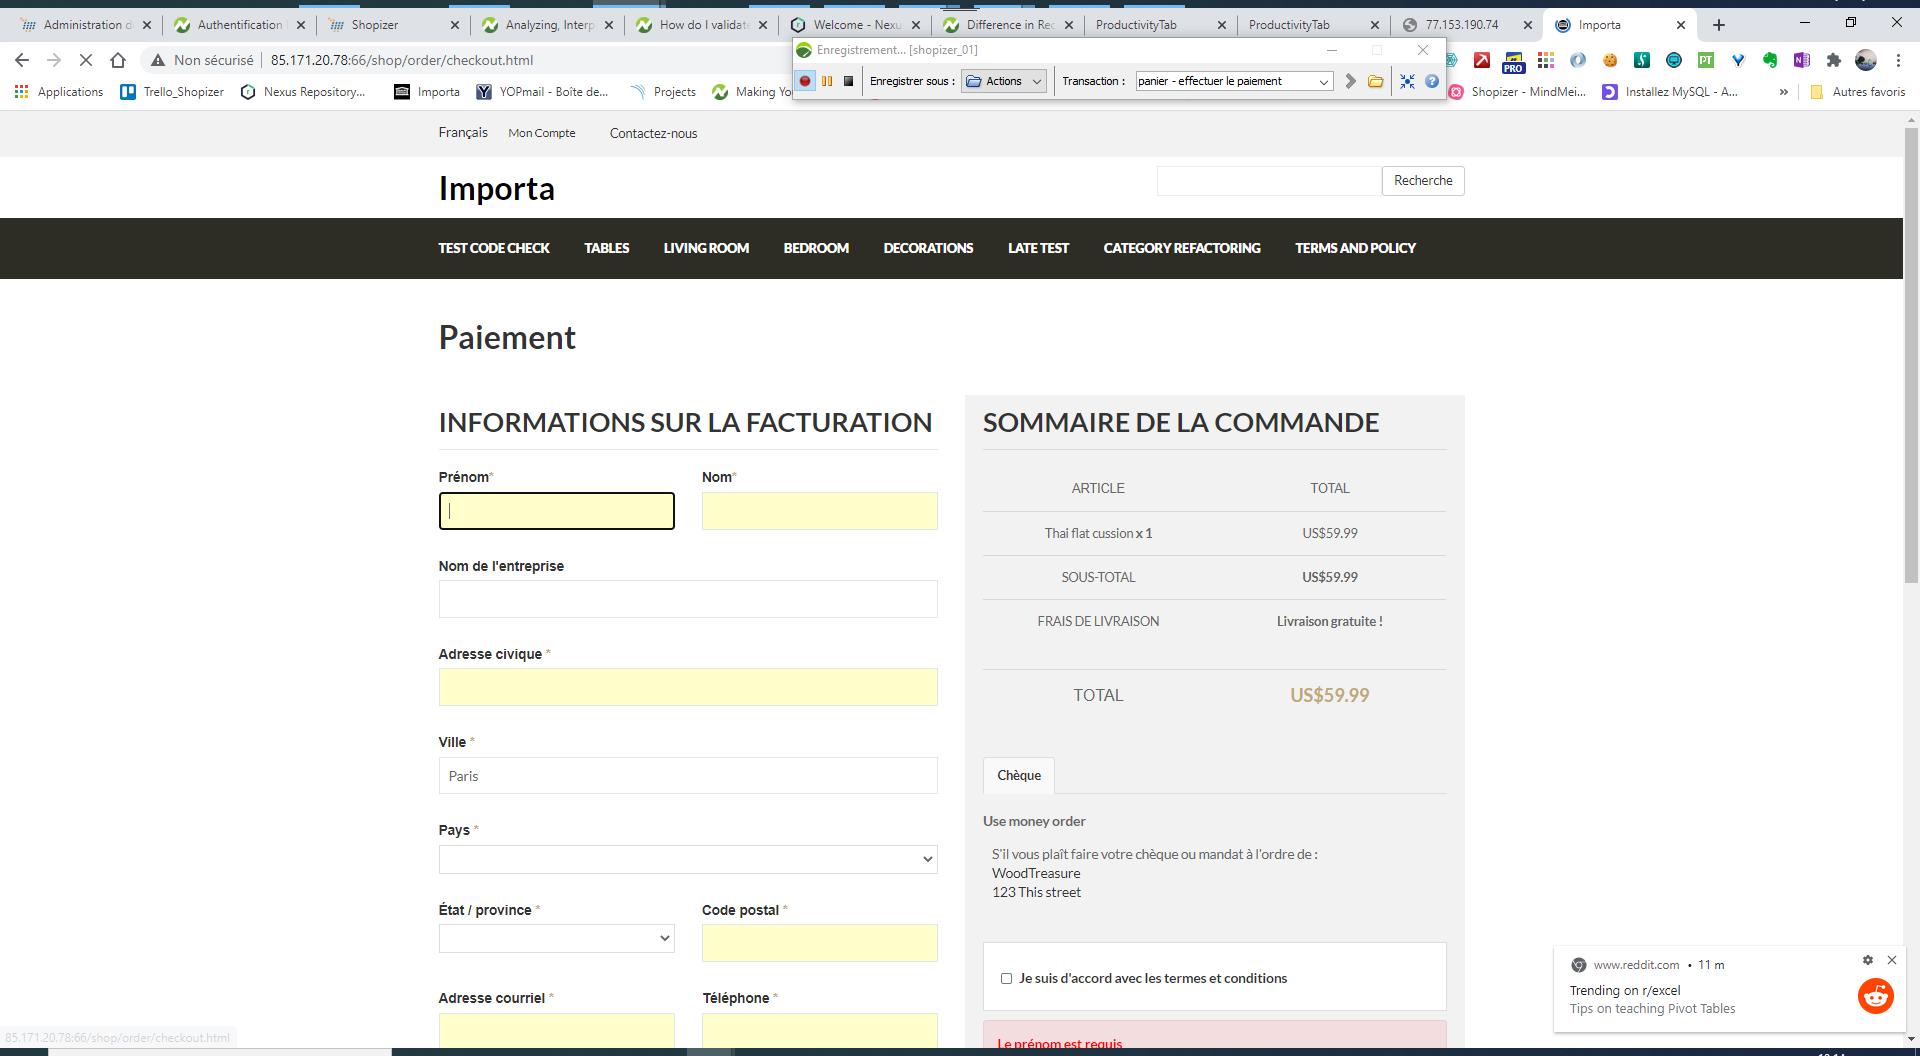 Administration d
Authentification
Shopizer
Analyzing, Interp
How do I validate
Welcome - Nexu
Difference in Rec
ProductivityTab
ProductivityTab
77.153.190.74
Importa
Enregistrement... [shopizer_01]
Non sécurisé
85.171.20.78:66/shop/order/checkout.html
PRO
PT
Enregistrer sous :
Actions
Transaction :
panier - effectuer le paiement
Applications
Trello_Shopizer
Nexus Repository...
Importa
YOPmail - Boîte de...
Projects
Making Yo
Shopizer - MindMei...
Installez MySQL - A...
»
Autres favoris
Français
Mon Compte
Contactez-nous
Importa
Recherche
TEST CODE CHECK
TABLES
LIVING ROOM
BEDROOM
DECORATIONS
LATE TEST
CATEGORY REFACTORING
TERMS AND POLICY
Paiement
INFORMATIONS SUR LA FACTURATION
Prénom*
Nom*
Nom de l'entreprise
Adresse civique *
Ville *
Paris
Pays *
État / province *
Code postal *
Adresse courriel *
Téléphone *
SOMMAIRE DE LA COMMANDE
ARTICLE
TOTAL
Thai flat cussion x 1
US$59.99
SOUS-TOTAL
US$59.99
FRAIS DE LIVRAISON
Livraison gratuite !
TOTAL
US$59.99
Chèque
Use money order
S'il vous plaît faire votre chèque ou mandat à l'ordre de :
WoodTreasure
123 This street
Je suis d'accord avec les termes et conditions
Le prénom est requis
www.reddit.com • 11 m
Trending on r/excel
Tips on teaching Pivot Tables
85.171.20.78:66/shop/order/checkout.html